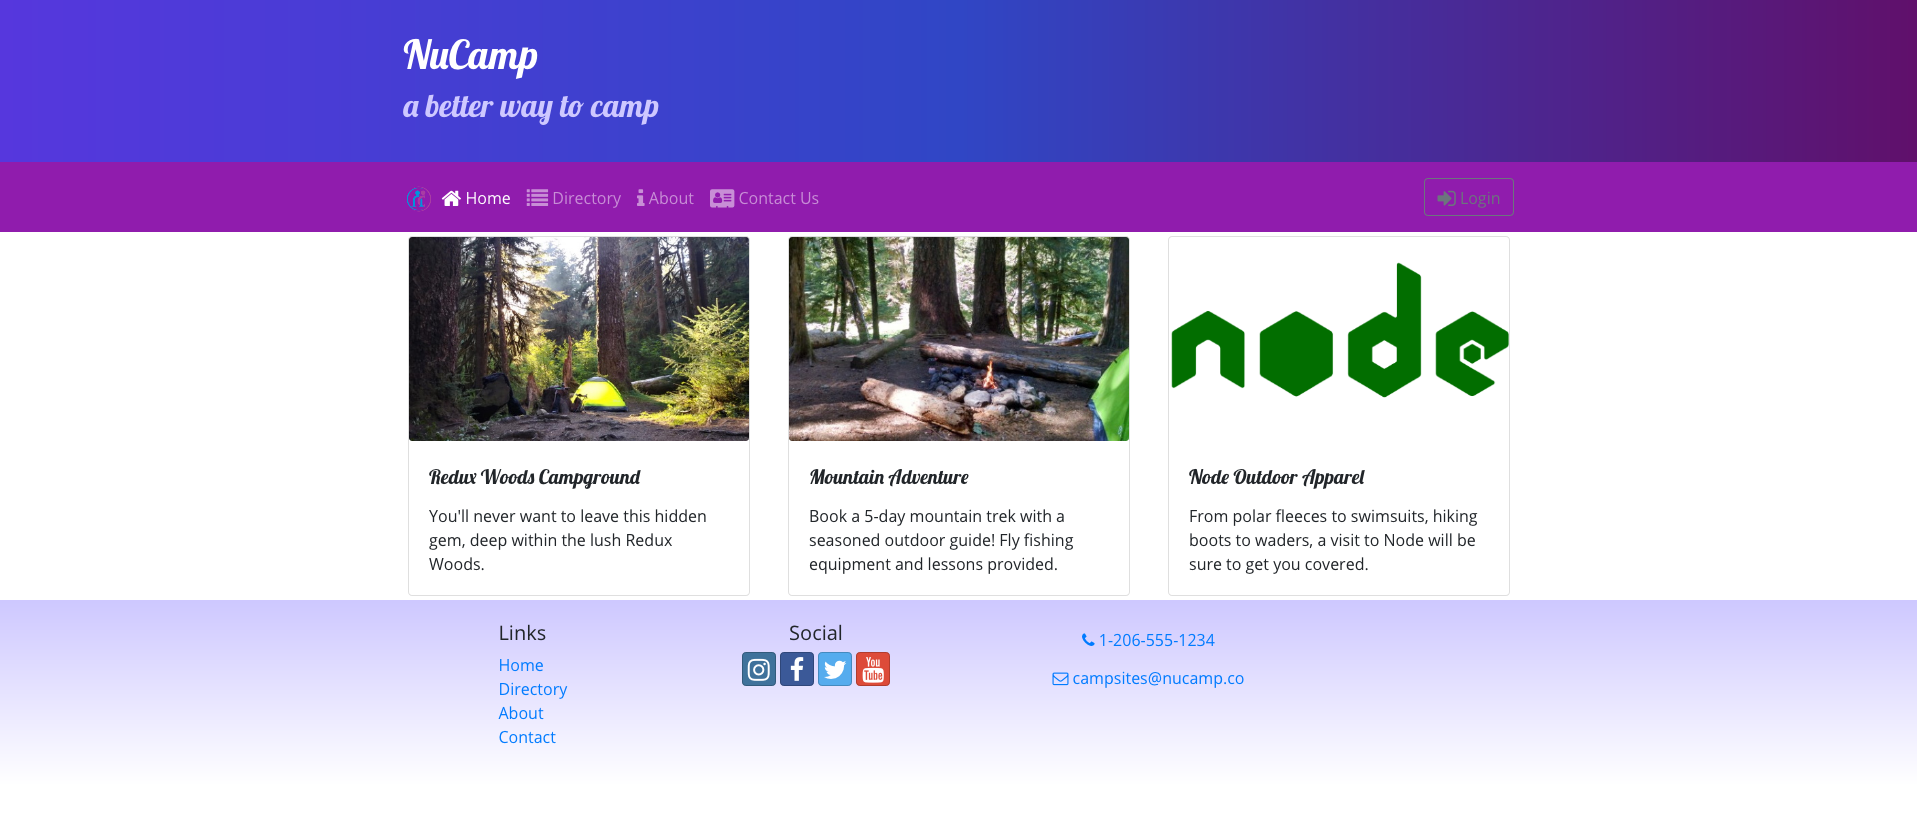 NuCamp
a better way to camp
Home Directory About Contact Us Login
node
Redux Woods Campground
You'll never want to leave this hidden
gem, deep within the lush Redux
Woods.
Mountain Adventure
Book a 5-day mountain trek with a
seasoned outdoor guide! Fly fishing
equipment and lessons provided.
Node Outdoor Apparel
From polar fleeces to swimsuits, hiking
boots to waders, a visit to Node will be
sure to get you covered.
Links
Home
Directory
About
Contact
Social
You
Tube
1-206-555-1234
campsites@nucamp.co